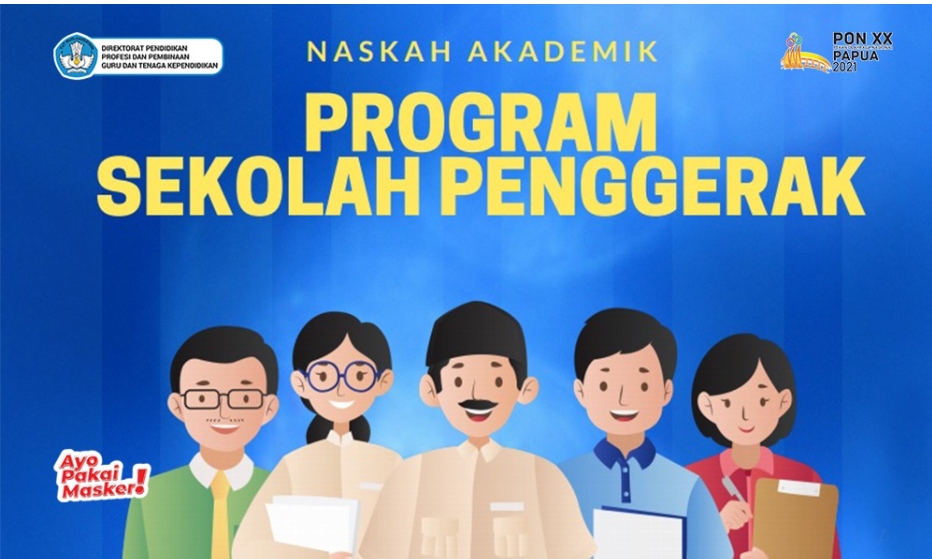 DIREKTORAT PENDIDIKAN
PROFESI DAN PEMBINAAN
GURU DAN TENAGA KEPENDIDIKAN
NASKAH AKADEMIK
PON XX
PAPUA
2021
PROGRAM
SEKOLAH PENGGERAK
Ayo
Pakai
Masker!